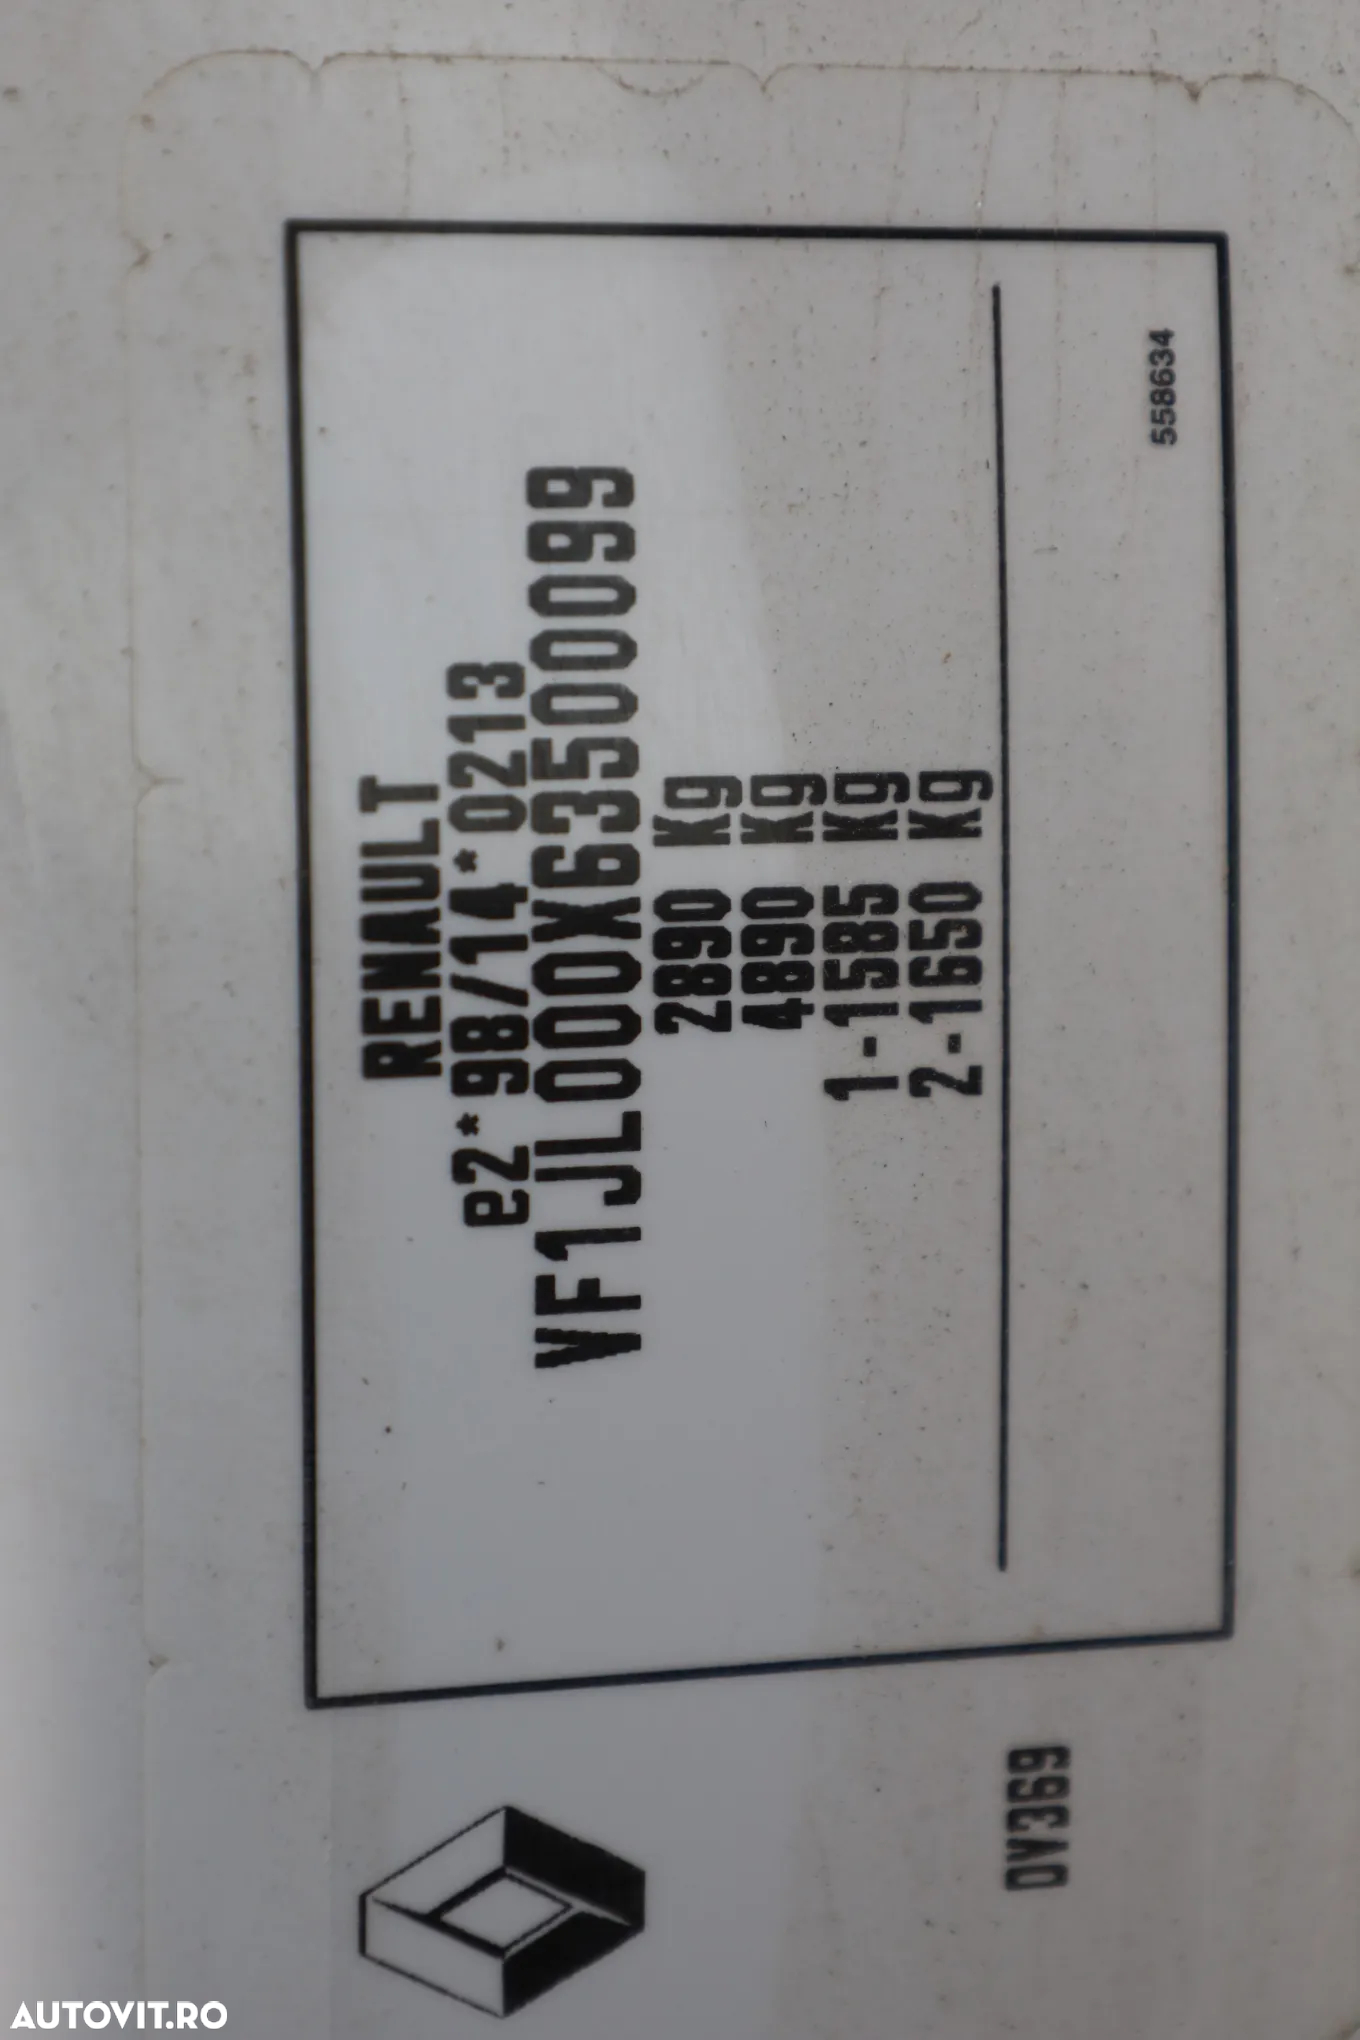 RENAULT
e2*98/14*0213
VF1JL000X63500099
2890 Kg
4890 Kg
1-1585 Kg
2-1650 Kg
558634
DV369
AUTOVIT.RO